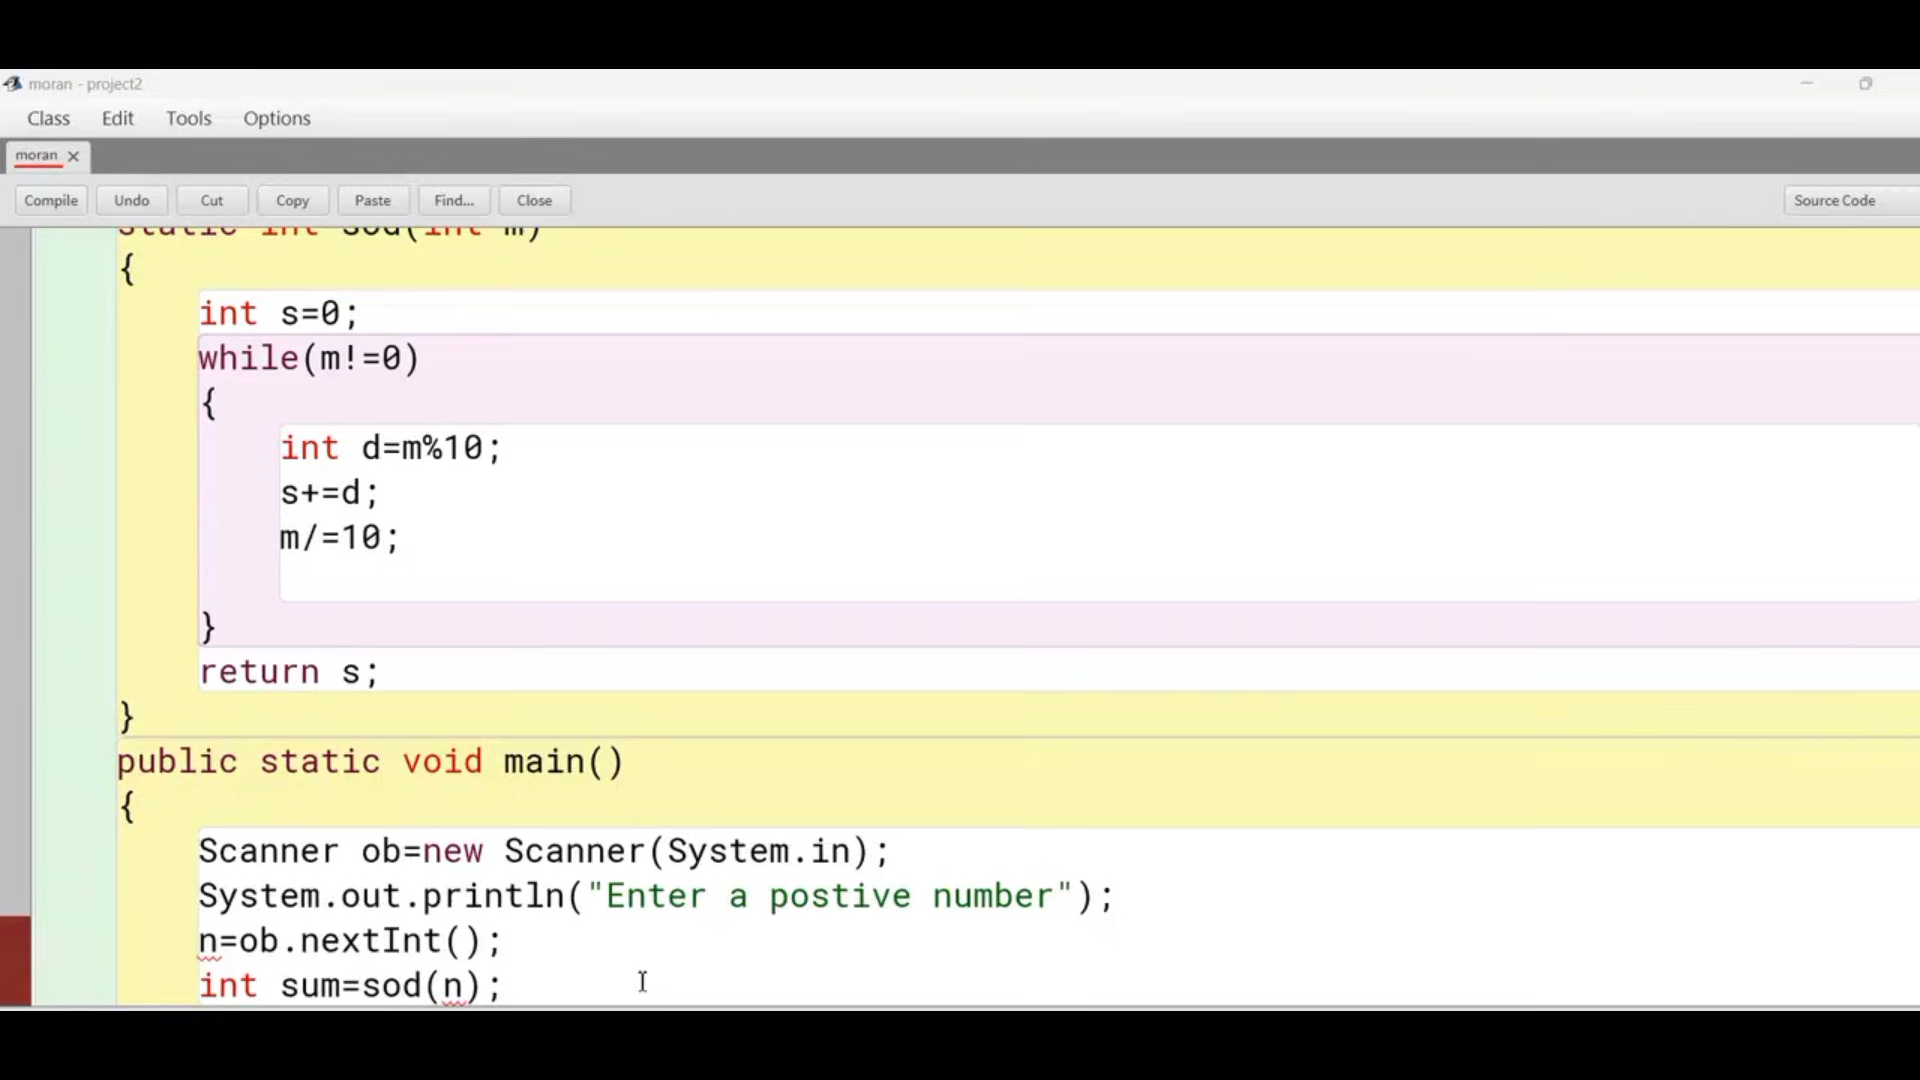 moran - project2
Class Edit Tools Options
moran
Compile Undo Cut Copy Paste Find... Close Source Code
static int sod(int m)
{
int s=0;
while(m!=0)
{
int d=m%10;
s+=d;
m/=10;
}
return s;
}
public static void main()
{
Scanner ob=new Scanner(System.in);
System.out.println("Enter a postive number");
n=ob.nextInt();
int sum=sod(n);